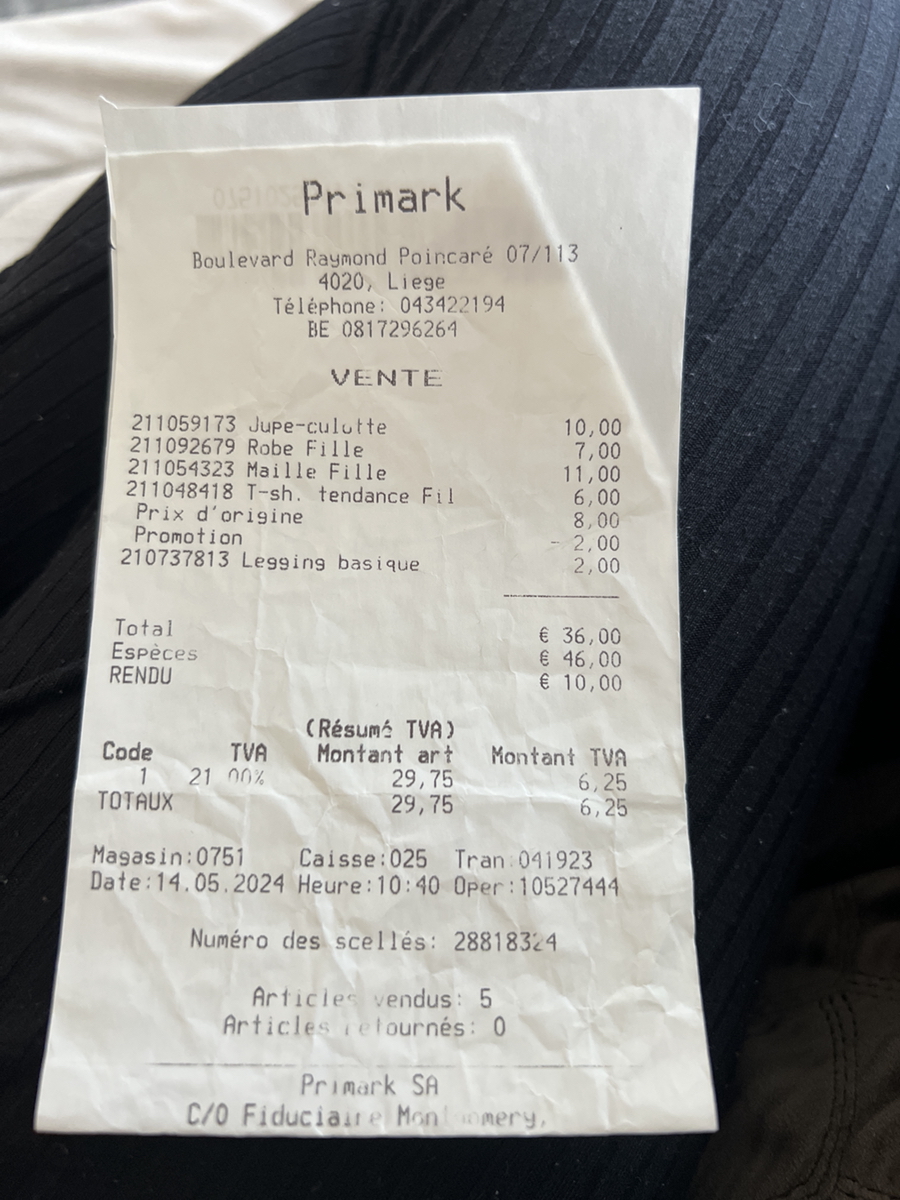 Primark
Boulevard Raymond Poincaré 07/113
4020, Liege
Téléphone: 043422194
BE 0817296264
VENTE
211059173 Jupe-culotte 10,00
211092679 Robe Fille 7,00
211054323 Maille Fille 11,00
211048418 T-sh. tendance Fil 6,00
Prix d'origine 8,00
Promotion - 2,00
210737813 Legging basique 2,00
Total € 36,00
Espèces € 46,00
RENDU € 10,00
(Résumé TVA)
Code TVA Montant art Montant TVA
1 21 00% 29,75 6,25
TOTAUX 29,75 6,25
Magasin:0751 Caisse:025 Tran:041923
Date:14.05.2024 Heure:10:40 Oper:10527444
Numéro des scellés: 28818324
Articles vendus: 5
Articles retournés: 0
Primark SA
C/O Fiduciaire Montgomery,